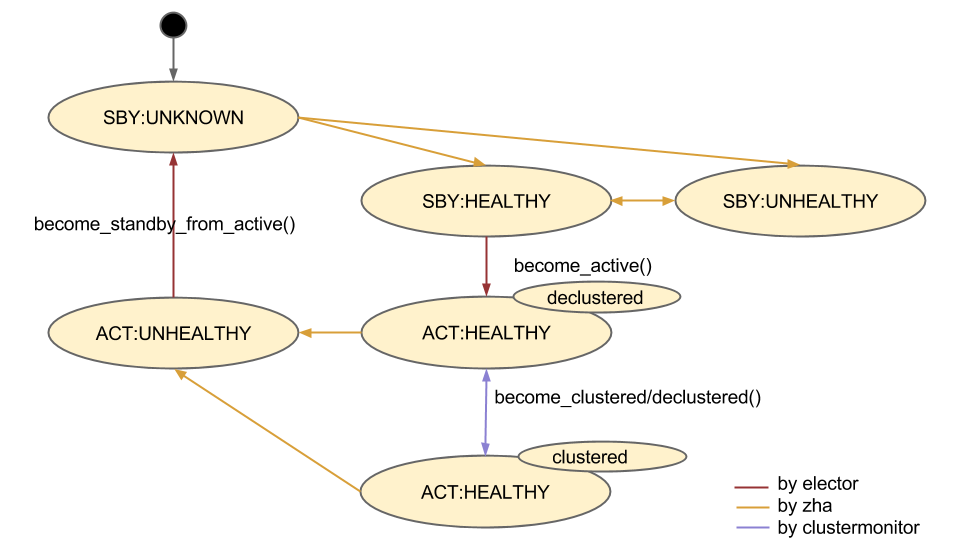 SBY:UNKNOWN
SBY:HEALTHY
SBY:UNHEALTHY
become_standby_from_active()
become_active()
declustered
ACT:UNHEALTHY
ACT:HEALTHY
become_clustered/declustered()
clustered
ACT:HEALTHY
by elector
by zha
by clustermonitor